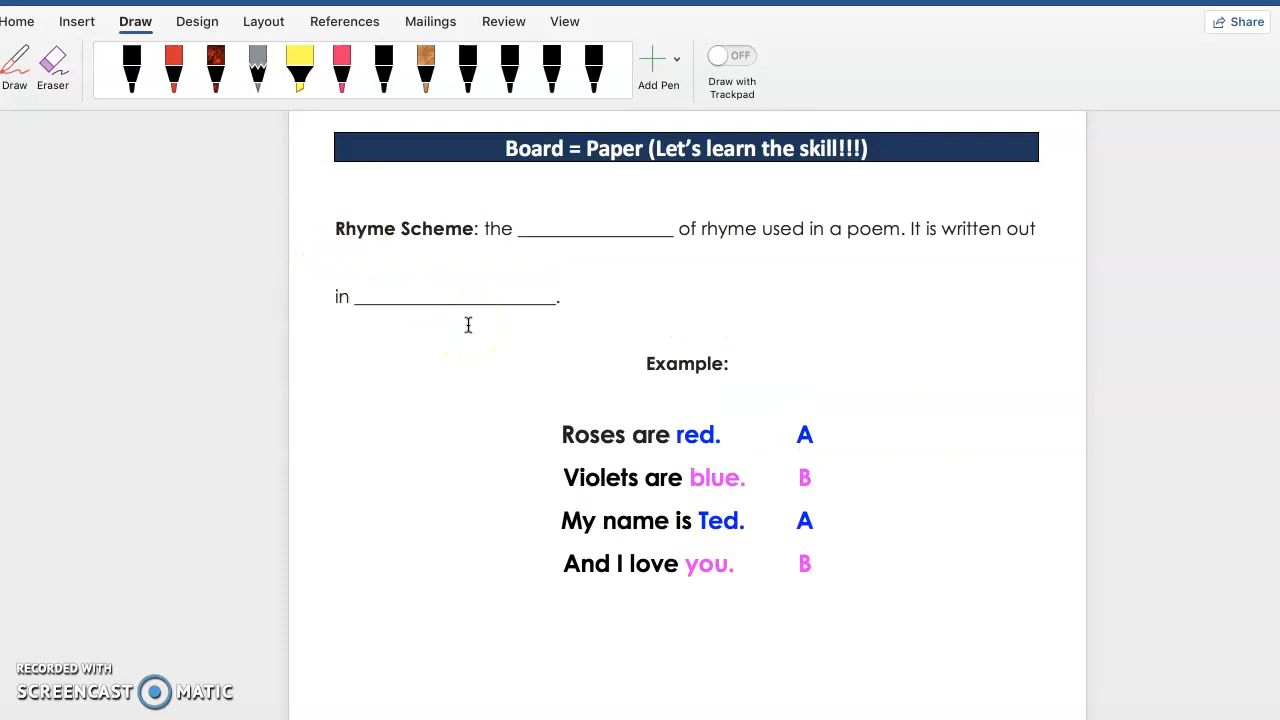 Home Insert Draw Design Layout References Mailings Review View Share
Draw Eraser Add Pen OFF Draw with Trackpad
Board = Paper (Let's learn the skill!!!)
Rhyme Scheme: the ________________ of rhyme used in a poem. It is written out
in ____________________.
Example:
Roses are red. A
Violets are blue. B
My name is Ted. A
And I love you. B
RECORDED WITH
SCREENCAST MATIC